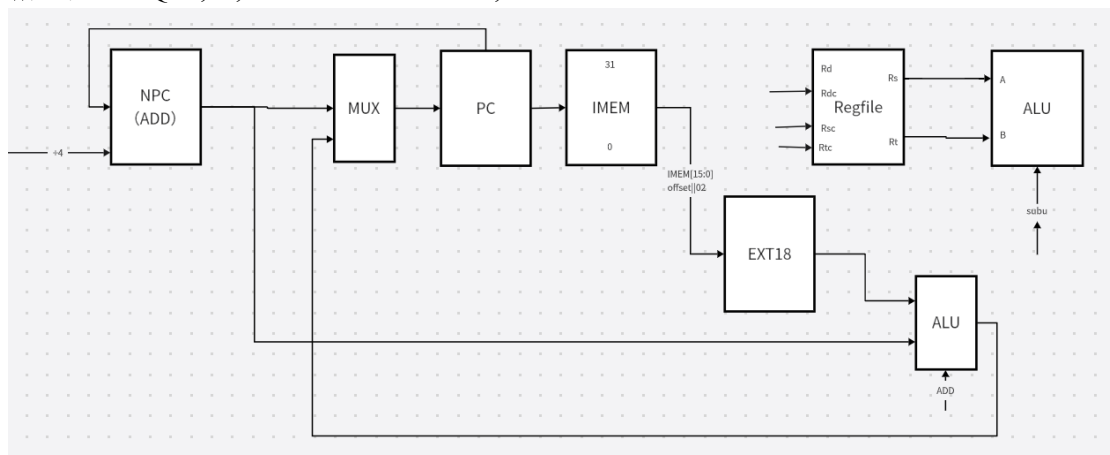 NPC
（ADD）
+4
MUX
PC
31
IMEM
0
IMEM[15:0]
offset||02
EXT18
Rd
Rdc
Rsc
Rtc
Regfile
Rs
Rt
A
B
ALU
subu
ALU
ADD